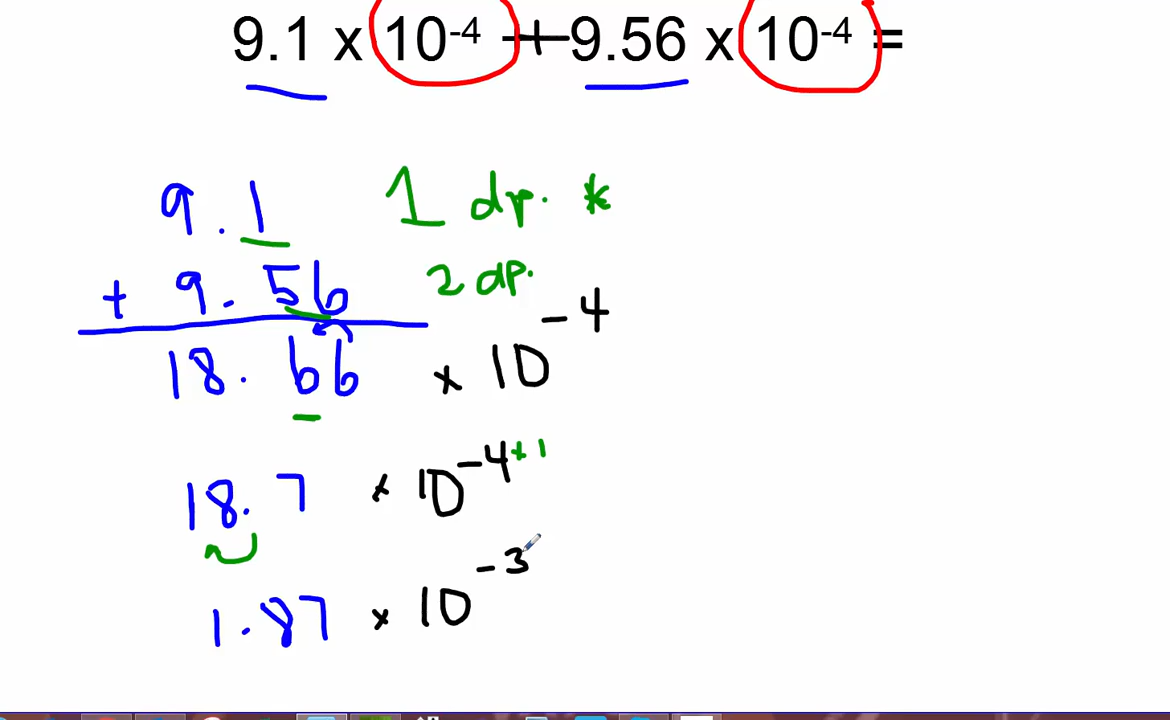 9.1 x 10⁻⁴ + 9.56 x 10⁻⁴ =
9.1 1 dp. *
+ 9.56 2 dp.
18.66 x 10⁻⁴
18.7 x 10⁻⁴⁺¹
1.87 x 10⁻³